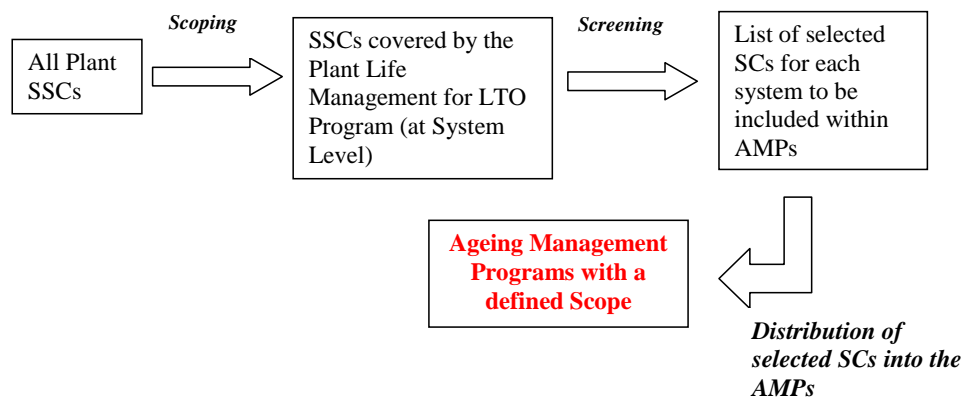 Scoping
Screening
All Plant
SSCs
SSCs covered by the
Plant Life
Management for LTO
Program (at System
Level)
List of selected
SCs for each
system to be
included within
AMPs
Ageing Management
Programs with a
defined Scope
Distribution of
selected SCs into the
AMPs